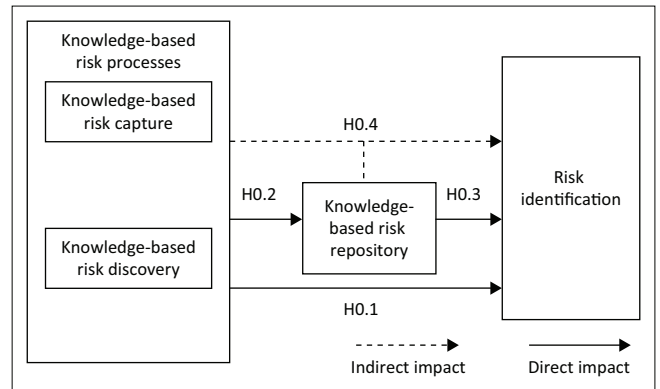 Knowledge-based
risk processes
Knowledge-based
risk capture
Knowledge-based
risk discovery
H0.4
H0.2
Knowledge-
based risk
repository
H0.3
H0.1
Risk
identification
Indirect impact
Direct impact